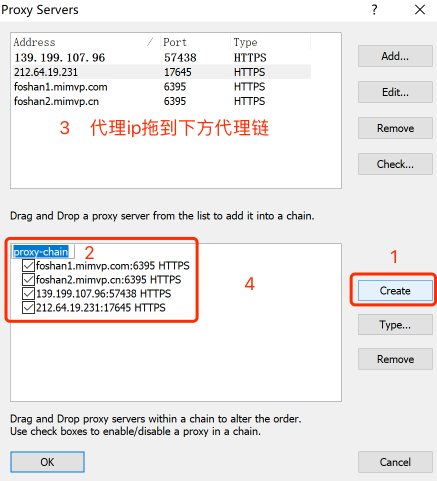 Proxy Servers
? ×
Address / Port Type
139.199.107.96 57438 HTTPS
212.64.19.231 17645 HTTPS
foshan1.mimvp.com 6395 HTTPS
foshan2.mimvp.cn 6395 HTTPS
3 代理ip拖到下方代理链
Add...
Edit...
Remove
Check...
Drag and Drop a proxy server from the list to add it into a chain.
proxy-chain 2
foshan1.mimvp.com:6395 HTTPS
foshan2.mimvp.cn:6395 HTTPS
139.199.107.96:57438 HTTPS
212.64.19.231:17645 HTTPS
4
1
Create
Type...
Remove
Drag and Drop proxy servers within a chain to alter the order.
Use check boxes to enable/disable a proxy in a chain.
OK
Cancel